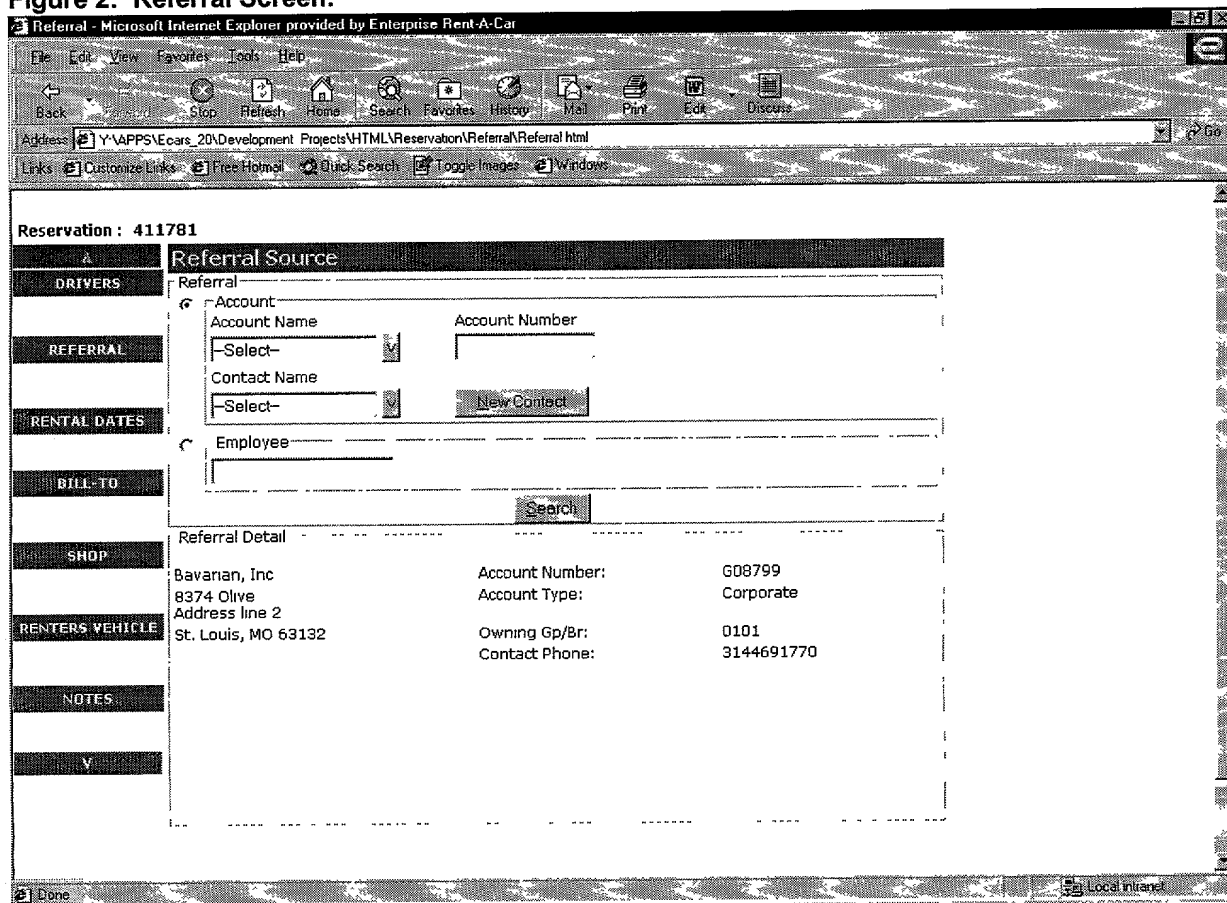 Figure 2: Referral Screen:
Referral - Microsoft Internet Explorer provided by Enterprise Rent-A-Car
File Edit View Favorites Tools Help
Back Stop Refresh Home Search Favorites History Mail Print Edit Discuss
Address Y:\APPS\Ecars_20\Development Projects\HTML\Reservation\Referral\Referral html Go
Links Customize Links Free Hotmail Quick Search Toggle Images Windows
Reservation : 411781
Referral Source
DRIVERS
Referral
Account
Account Name Account Number
REFERRAL
--Select--
Contact Name
--Select-- New Contact
RENTAL DATES
Employee
BILL-TO
Search
Referral Detail
SHOP
Bavarian, Inc Account Number: G08799
8374 Olive Account Type: Corporate
Address line 2
RENTERS VEHICLE
St. Louis, MO 63132 Owning Gp/Br: 0101
Contact Phone: 3144691770
NOTES
V
Done Local intranet